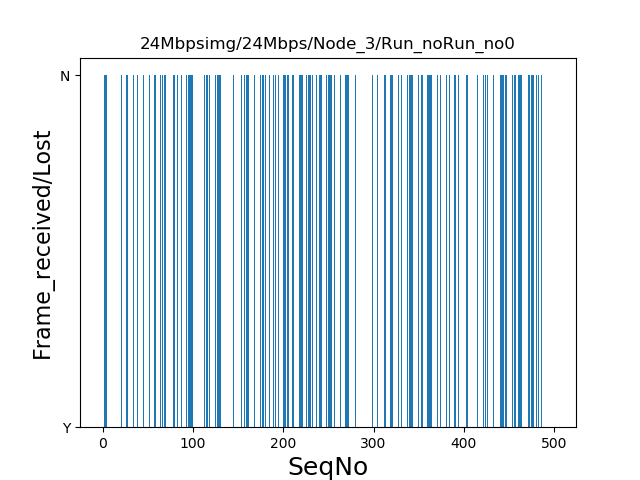 24Mbpsimg/24Mbps/Node_3/Run_noRun_no0
Frame_received/Lost
N
Y
0 100 200 300 400 500
SeqNo